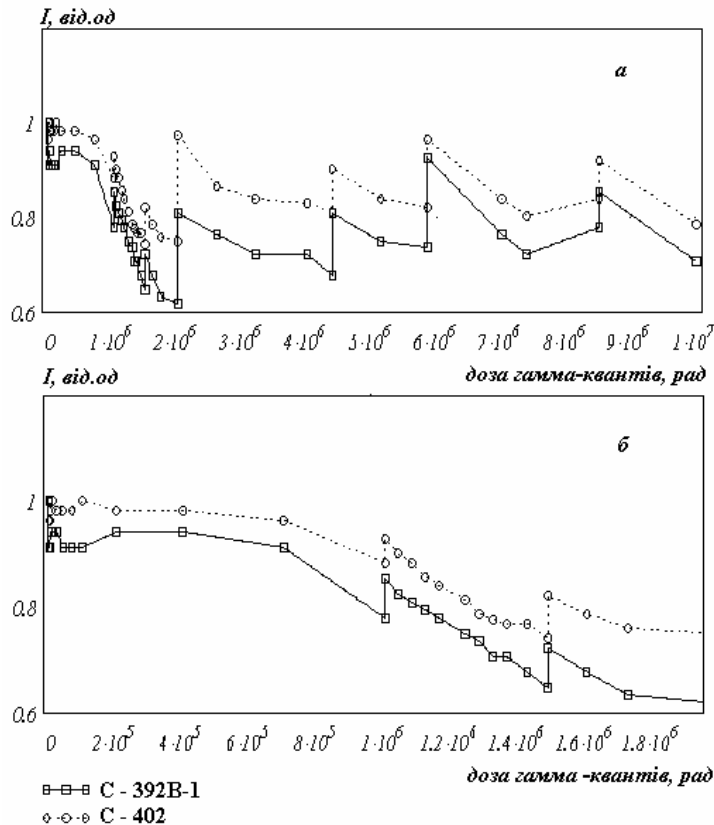 I, від.од
а
1
0.8
0.6
0 1·10⁶ 2·10⁶ 3·10⁶ 4·10⁶ 5·10⁶ 6·10⁶ 7·10⁶ 8·10⁶ 9·10⁶ 1·10⁷
доза гамма-квантів, рад
I, від.од
б
1
0.8
0.6
0 2·10⁵ 4·10⁵ 6·10⁵ 8·10⁵ 1·10⁶ 1.2·10⁶ 1.4·10⁶ 1.6·10⁶ 1.8·10⁶
доза гамма -квантів, рад
С - 392В-1
С - 402